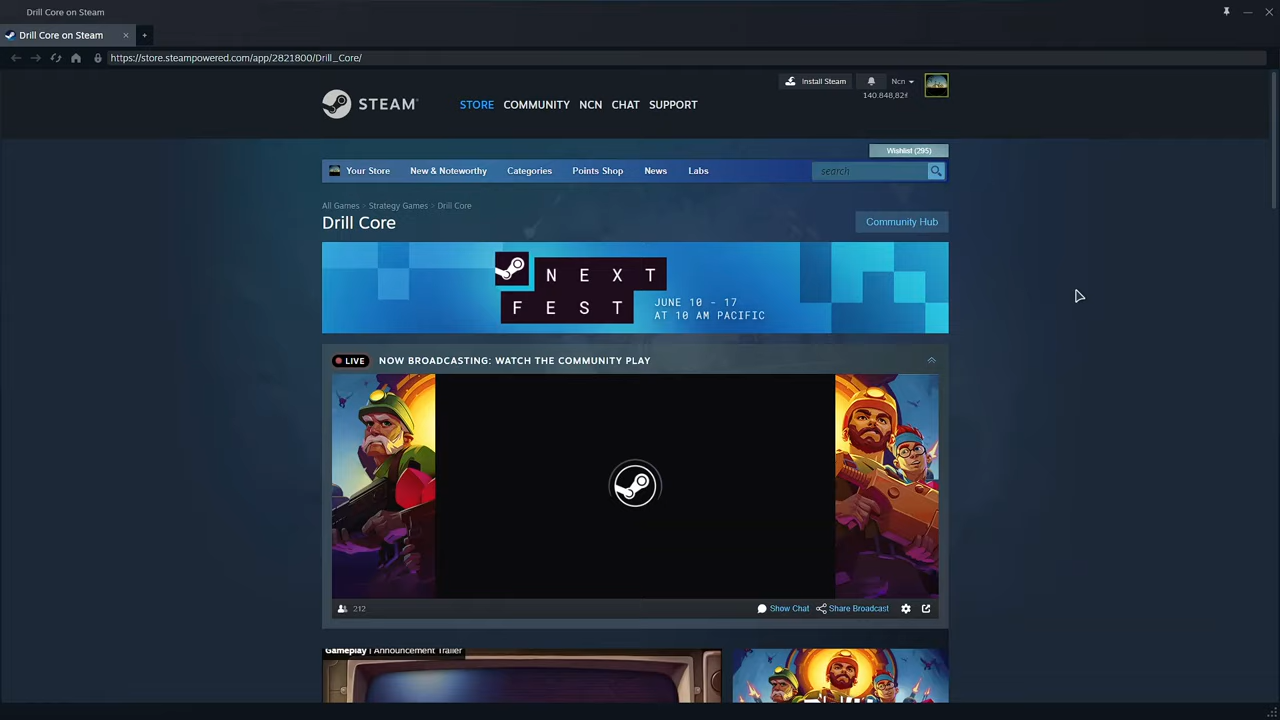 Drill Core on Steam
Drill Core on Steam
https://store.steampowered.com/app/2821800/Drill_Core/
Install Steam
Ncn
140 848,82₫
STEAM
STORE
COMMUNITY
NCN
CHAT
SUPPORT
Wishlist (295)
Your Store
New & Noteworthy
Categories
Points Shop
News
Labs
search
All Games > Strategy Games > Drill Core
Drill Core
Community Hub
NEXT
FEST
JUNE 10 - 17
AT 10 AM PACIFIC
LIVE
NOW BROADCASTING: WATCH THE COMMUNITY PLAY
212
Show Chat
Share Broadcast
Gameplay | Announcement Trailer